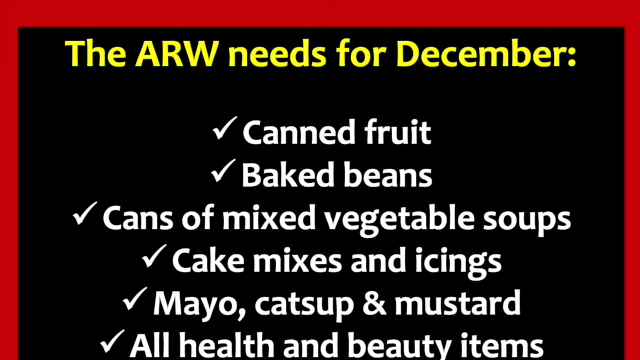 The ARW needs for December:
✓ Canned fruit
✓ Baked beans
✓ Cans of mixed vegetable soups
✓ Cake mixes and icings
✓ Mayo, catsup & mustard
✓ All health and beauty items